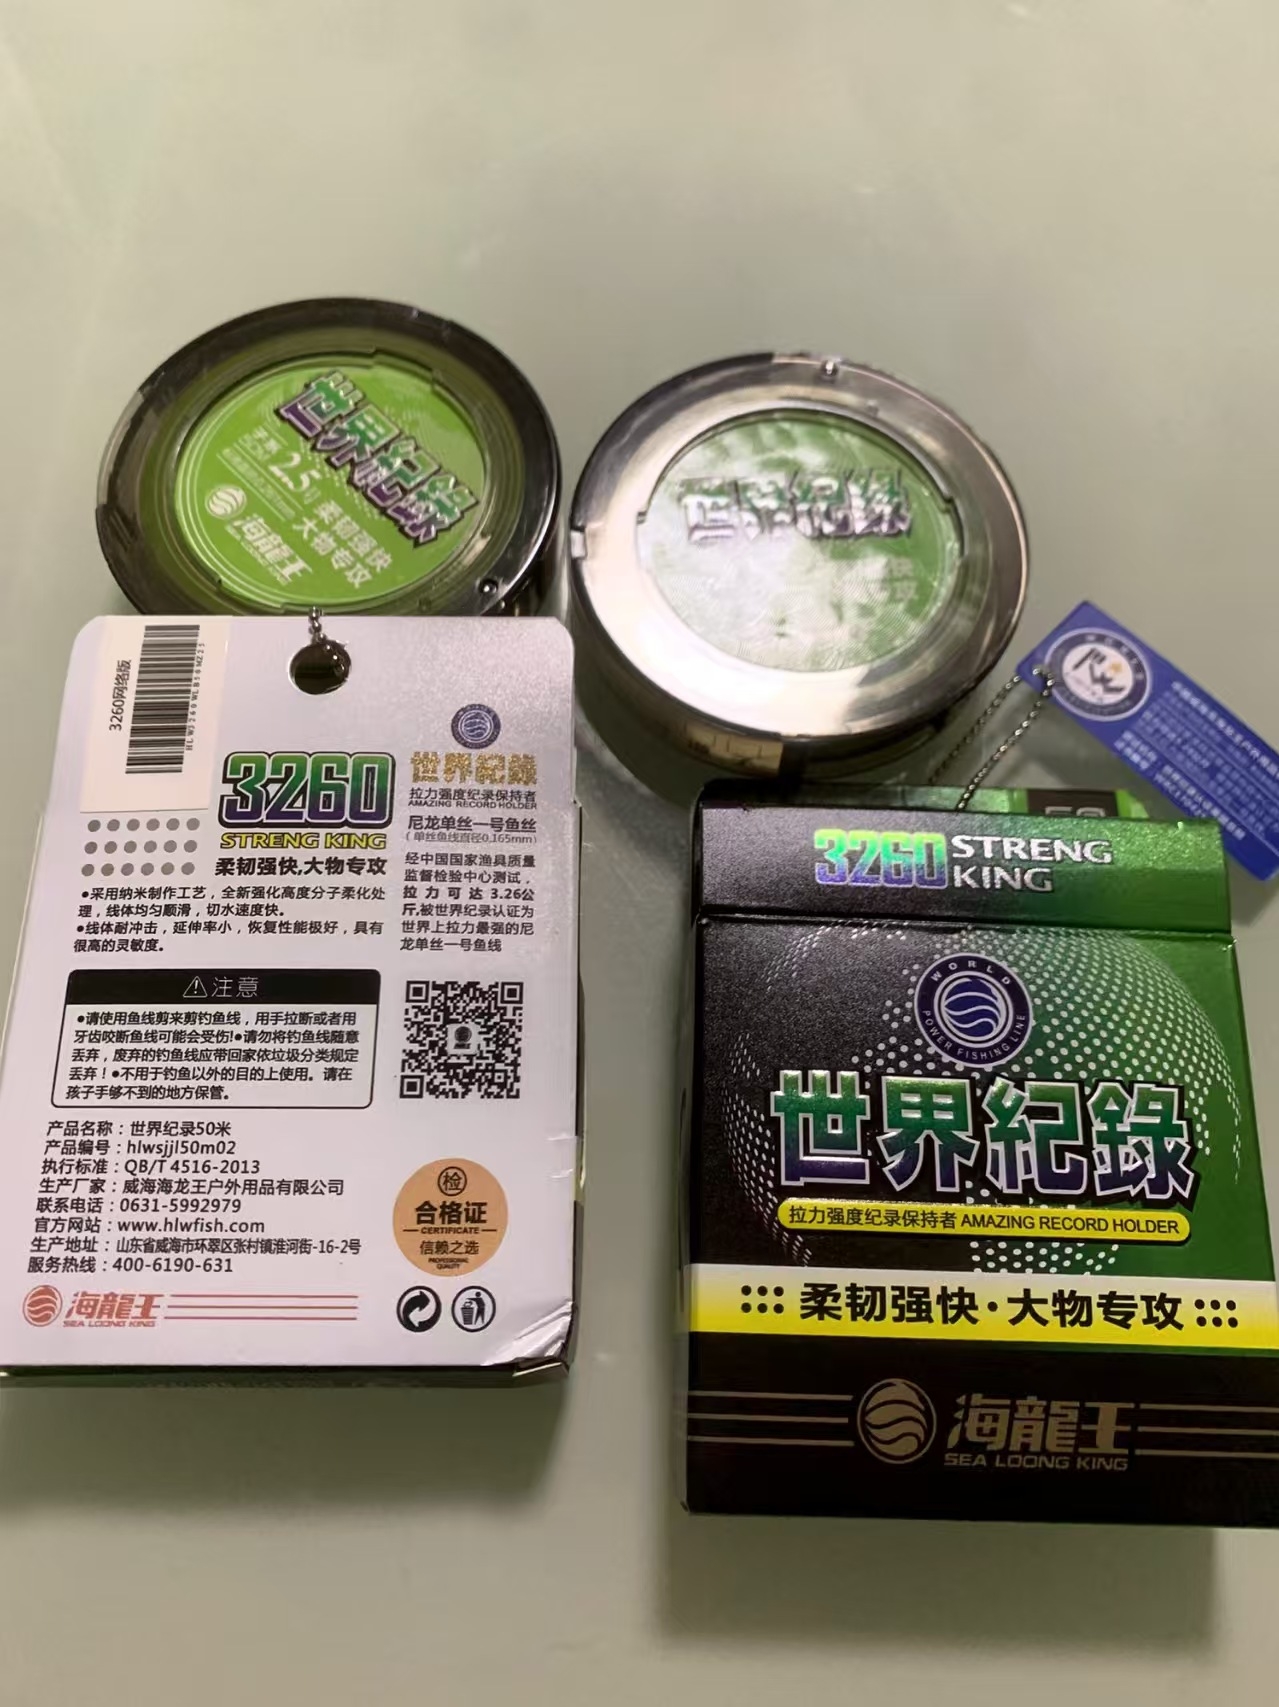 世界紀錄
2.5号
柔韧强快
大物专攻
海龍王
世界紀錄
3260网络版
3260
STRENG KING
柔韧强快,大物专攻
•采用纳米制作工艺，全新强化高度分子柔化处
理，线体均匀顺滑，切水速度快。
•线体耐冲击，延伸率小，恢复性能极好，具有
很高的灵敏度。
世界紀錄
拉力强度纪录保持者
AMAZING RECORD HOLDER
尼龙单丝一号鱼丝
（单丝鱼线直径0.165mm）
经中国国家渔具质量
监督检验中心测试，
拉力可达3.26公
斤,被世界纪录认证为
世界上拉力最强的尼
龙单丝一号鱼线
注意
•请使用鱼线剪来剪钓鱼线，用手拉断或者用
牙齿咬断鱼线可能会受伤!•请勿将钓鱼线随意
丢弃，废弃的钓鱼线应带回家依垃圾分类规定
丢弃！•不用于钓鱼以外的目的上使用。请在
孩子手够不到的地方保管。
产品名称：世界纪录50米
产品编号：hlwsjjl50m02
执行标准：QB/T 4516-2013
生产厂家：威海海龙王户外用品有限公司
联系电话：0631-5992979
官方网站：www.hlwfish.com
生产地址：山东省威海市环翠区张村镇淮河街-16-2号
服务热线：400-6190-631
检
合格证
CERTIFICATE
信赖之选
PROFESSIONAL
QUALITY
海龍王
SEA LOONG KING
3260 STRENG
KING
WORLD
POWER FISHING LINE
世界紀錄
拉力强度纪录保持者 AMAZING RECORD HOLDER
柔韧强快·大物专攻
海龍王
SEA LOONG KING